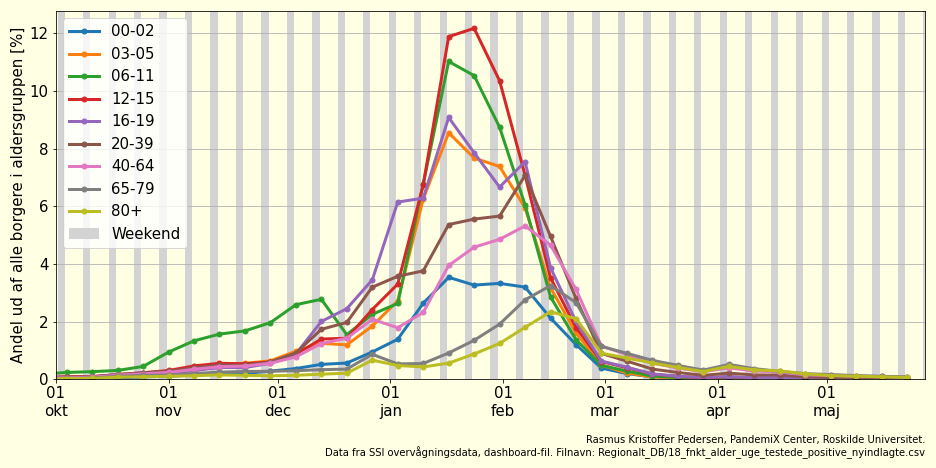 Andel ud af alle borgere i aldersgruppen [%]
12
10
8
6
4
2
0
00-02
03-05
06-11
12-15
16-19
20-39
40-64
65-79
80+
Weekend
01 01 01 01 01 01 01 01
okt nov dec jan feb mar apr maj
Rasmus Kristoffer Pedersen, PandemiX Center, Roskilde Universitet.
Data fra SSI overvågningsdata, dashboard-fil. Filnavn: Regionalt_DB/18_fnkt_alder_uge_testede_positive_nyindlagte.csv